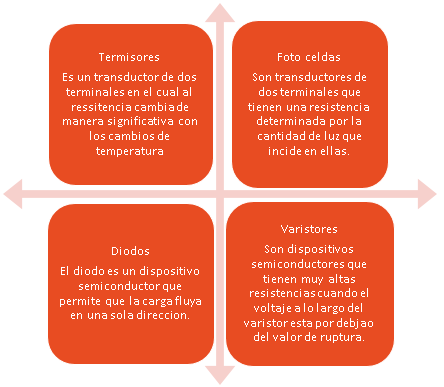 Termisores
Es un transductor de dos
terminales en el cual al
ressitencia cambia de
manera significativa con
los cambios de
temperatura
Foto celdas
Son transductores de
dos terminales que
tienen una resistencia
determinada por la
cantidad de luz que
incide en ellas.
Diodos
El diodo es un dispositivo
semiconductor que
permite que la carga fluya
en una sola direccion.
Varistores
Son dispositivos
semiconductores que
tienen muy altas
resistencias cuando el
voltaje a lo largo del
varistor esta por debjao
del valor de ruptura.